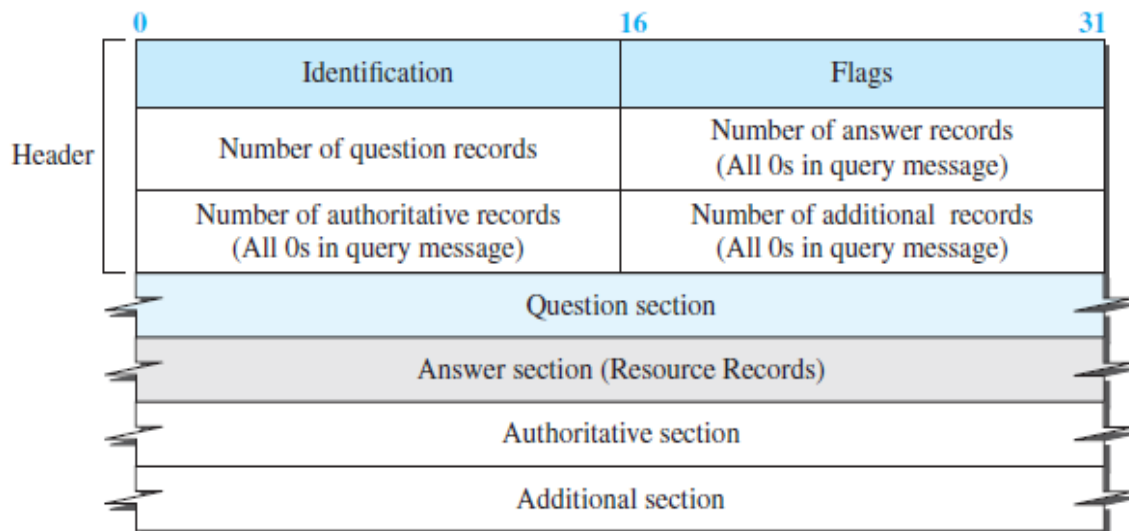 0 16 31
Header
Identification Flags
Number of question records
Number of answer records
(All 0s in query message)
Number of authoritative records
(All 0s in query message)
Number of additional records
(All 0s in query message)
Question section
Answer section (Resource Records)
Authoritative section
Additional section